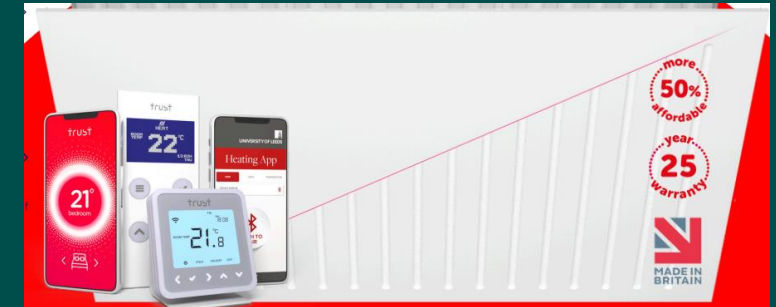 trust
21°
bedroom
trust
NEXT
22°C
trust
21.8 °C
UNIVERSITY OF LEEDS
Heating App
more
50%
affordable
year
25
warranty
MADE IN
BRITAIN